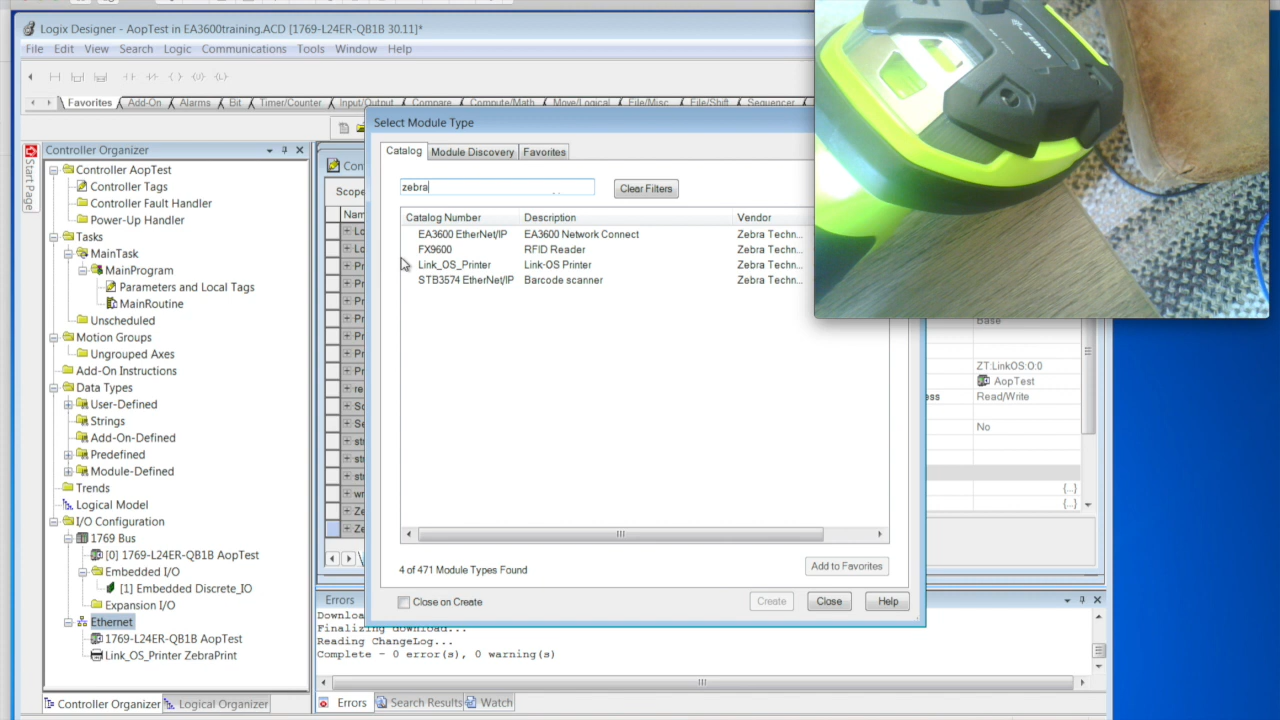 Logix Designer - AopTest in EA3600training.ACD [1769-L24ER-QB1B 30.11]*
File Edit View Search Logic Communications Tools Window Help
Favorites Add-On Alarms Bit Timer/Counter Input/Output Compare Compute/Math Move/Logical File/Misc File/Shift Sequencer
Start Page
Controller Organizer
Controller AopTest
Controller Tags
Controller Fault Handler
Power-Up Handler
Tasks
MainTask
MainProgram
Parameters and Local Tags
MainRoutine
Unscheduled
Motion Groups
Ungrouped Axes
Add-On Instructions
Data Types
User-Defined
Strings
Add-On-Defined
Predefined
Module-Defined
Trends
Logical Model
I/O Configuration
1769 Bus
[0] 1769-L24ER-QB1B AopTest
Embedded I/O
[1] Embedded Discrete_IO
Expansion I/O
Ethernet
1769-L24ER-QB1B AopTest
Link_OS_Printer ZebraPrint
Controller Organizer Logical Organizer
Select Module Type
Catalog Module Discovery Favorites
zebra
Clear Filters
Catalog Number Description Vendor
EA3600 EtherNet/IP EA3600 Network Connect Zebra Techn...
FX9600 RFID Reader Zebra Techn...
Link_OS_Printer Link-OS Printer Zebra Techn...
STB3574 EtherNet/IP Barcode scanner Zebra Techn...
4 of 471 Module Types Found
Add to Favorites
Close on Create
Create Close Help
ZEBRA
Base
ZT:LinkOS:O:0
AopTest
Read/Write
No
{...}
{...}
Errors
Finalizing download...
Reading ChangeLog...
Complete - 0 error(s), 0 warning(s)
Errors Search Results Watch